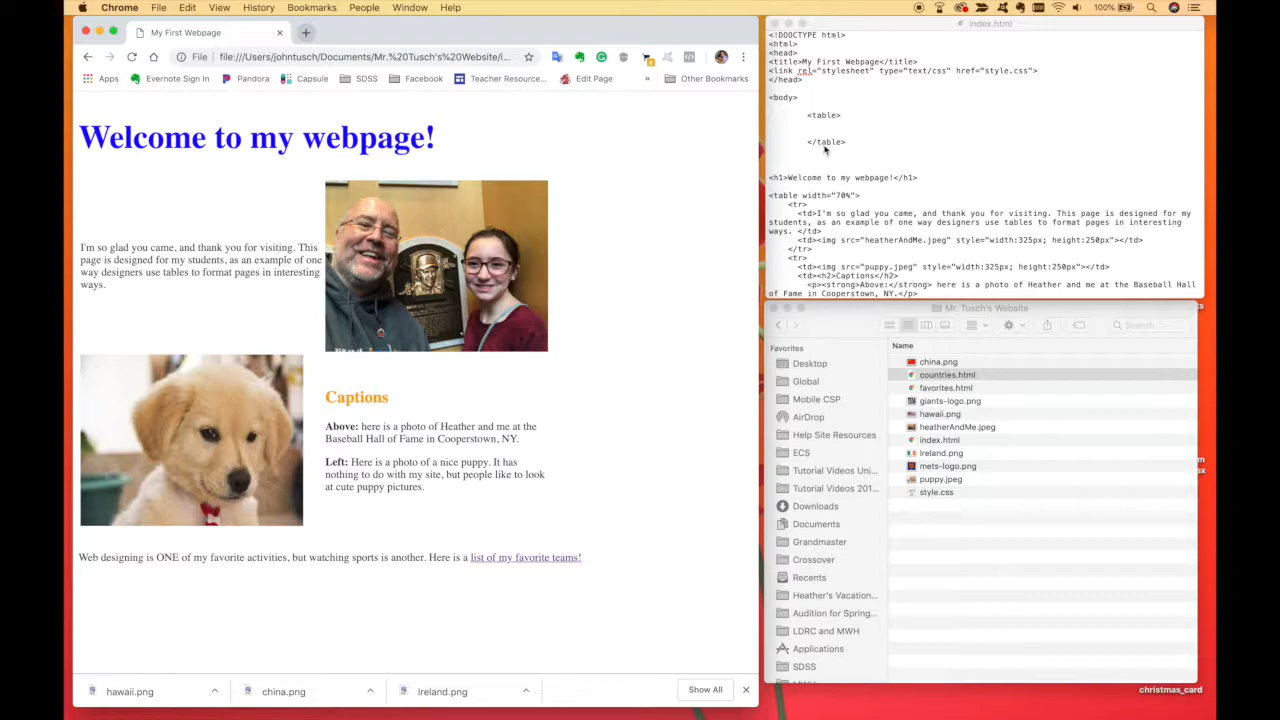 Chrome File Edit View History Bookmarks People Window Help 100%
My First Webpage
File file:///Users/johntusch/Documents/Mr.%20Tusch's%20Website/i...
Apps Evernote Sign In Pandora Capsule SDSS Facebook Teacher Resource... Edit Page » Other Bookmarks
Welcome to my webpage!
I'm so glad you came, and thank you for visiting. This
page is designed for my students, as an example of one
way designers use tables to format pages in interesting
ways.
Captions
Above: here is a photo of Heather and me at the
Baseball Hall of Fame in Cooperstown, NY.
Left: Here is a photo of a nice puppy. It has
nothing to do with my site, but people like to look
at cute puppy pictures.
Web designing is ONE of my favorite activities, but watching sports is another. Here is a list of my favorite teams!
hawaii.png china.png Ireland.png Show All
index.html
<!DOCTYPE html>
<html>
<head>
<title>My First Webpage</title>
<link rel="stylesheet" type="text/css" href="style.css">
</head>
<body>
<table>
</table>
<h1>Welcome to my webpage!</h1>
<table width="70%">
<tr>
<td>I'm so glad you came, and thank you for visiting. This page is designed for my
students, as an example of one way designers use tables to format pages in interesting
ways. </td>
<td><img src="heatherAndMe.jpeg" style="width:325px; height:250px"></td>
</tr>
<tr>
<td><img src="puppy.jpeg" style="width:325px; height:250px"></td>
<td><h2>Captions</h2>
<p><strong>Above:</strong> here is a photo of Heather and me at the Baseball Hall
of Fame in Cooperstown, NY.</p>
Mr. Tusch's Website
Search
Favorites
Desktop
Global
Mobile CSP
AirDrop
Help Site Resources
ECS
Tutorial Videos Uni...
Tutorial Videos 201...
Downloads
Documents
Grandmaster
Crossover
Recents
Heather's Vacation...
Audition for Spring...
LDRC and MWH
Applications
SDSS
Name
china.png
countries.html
favorites.html
giants-logo.png
hawaii.png
heatherAndMe.jpeg
index.html
Ireland.png
mets-logo.png
puppy.jpeg
style.css
christmas_card